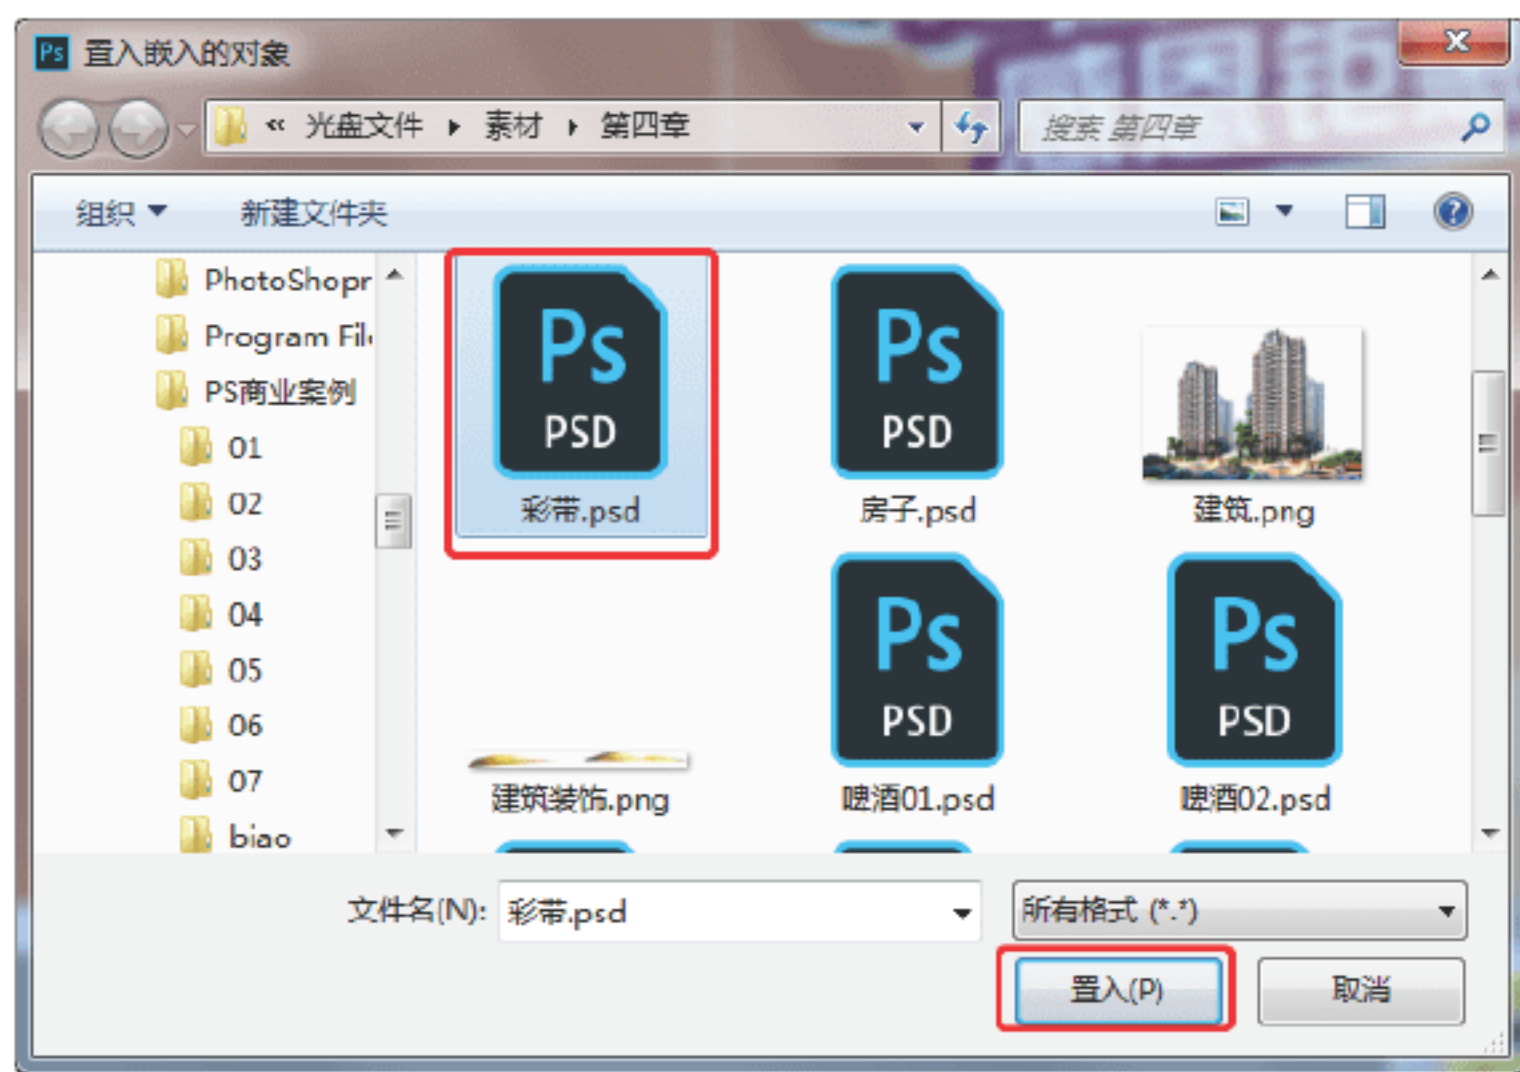 Ps 置入嵌入的对象
« 光盘文件 ▸ 素材 ▸ 第四章
搜索 第四章
组织 新建文件夹
PhotoShopr
Program File
PS商业案例
01
02
03
04
05
06
07
biao
Ps
PSD
彩带.psd
Ps
PSD
房子.psd
建筑.png
建筑装饰.png
Ps
PSD
啤酒01.psd
Ps
PSD
啤酒02.psd
文件名(N): 彩带.psd
所有格式 (*.*)
置入(P) 取消